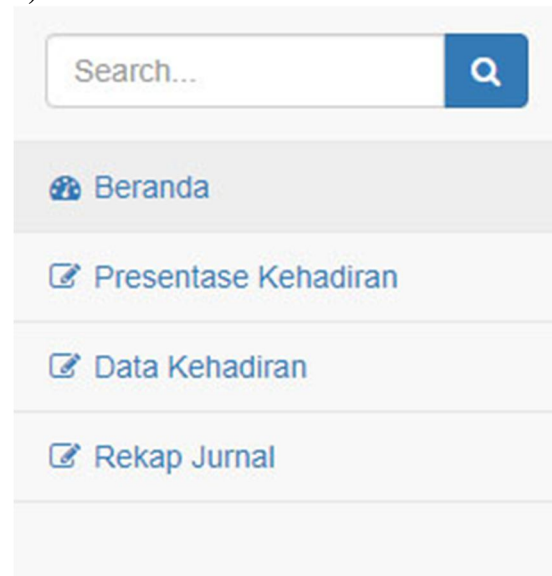 Search...
Beranda
Presentase Kehadiran
Data Kehadiran
Rekap Jurnal